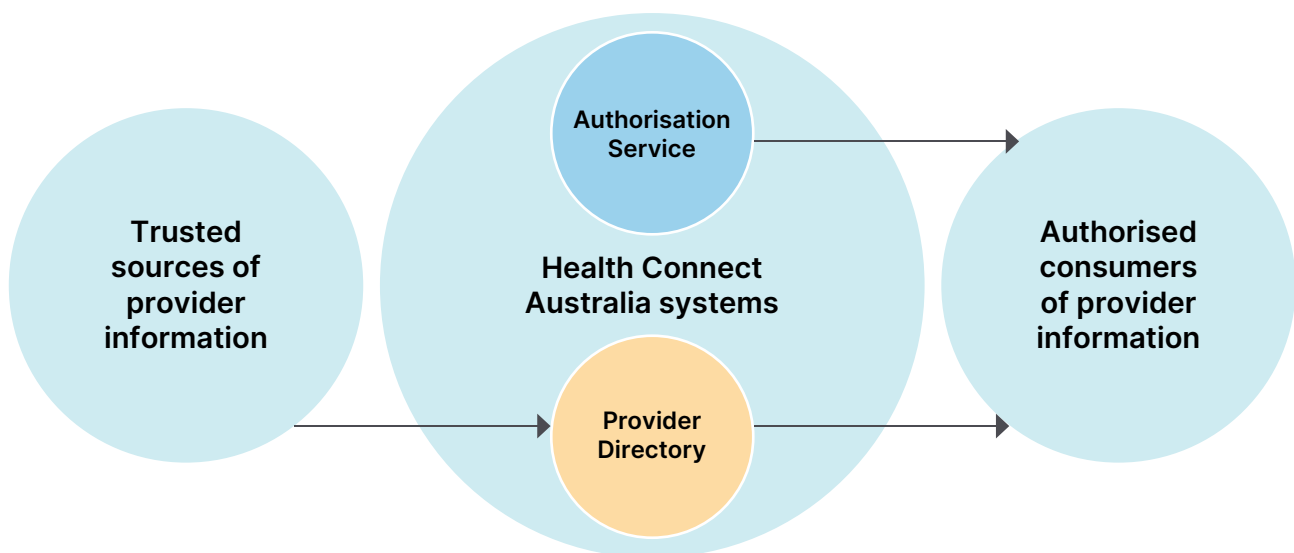 Trusted
sources of
provider
information
Authorisation
Service
Health Connect
Australia systems
Provider
Directory
Authorised
consumers
of provider
information